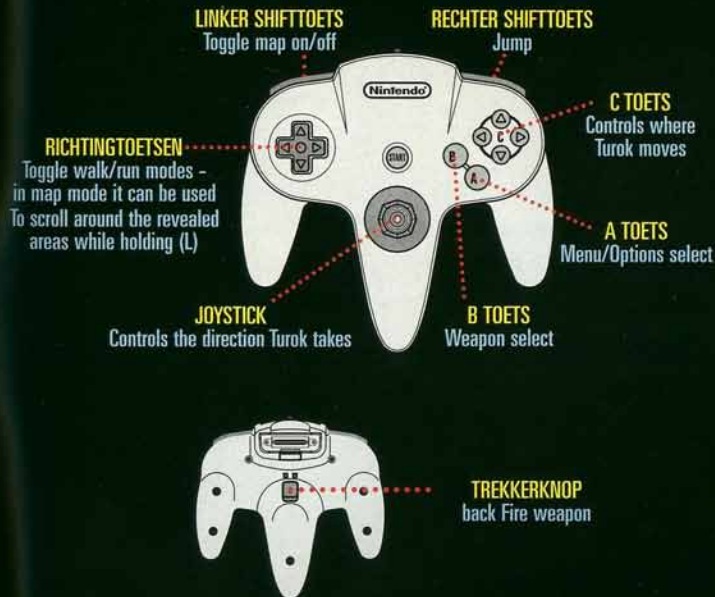 LINKER SHIFTTOETS
Toggle map on/off
RECHTER SHIFTTOETS
Jump
Nintendo
C TOETS
Controls where
Turok moves
C
RICHTINGTOETSEN
Toggle walk/run modes -
in map mode it can be used
To scroll around the revealed
areas while holding (L)
START
B
A
A TOETS
Menu/Options select
JOYSTICK
Controls the direction Turok takes
B TOETS
Weapon select
TREKKERKNOP
back Fire weapon